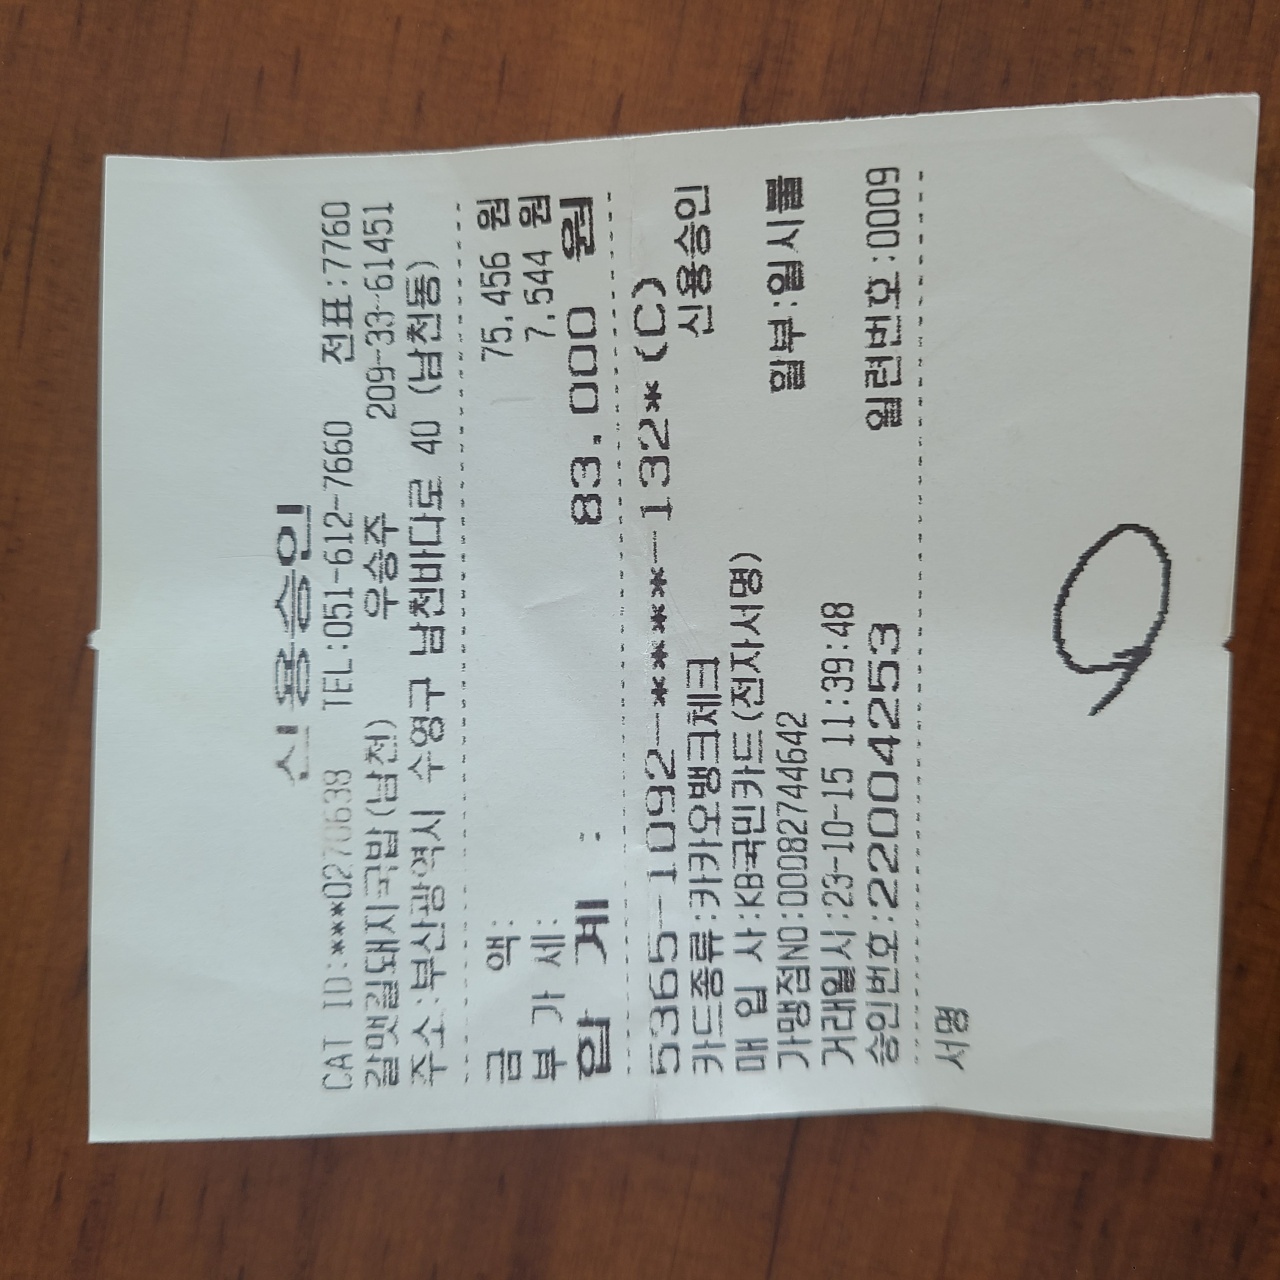 신용승인
CAT ID:***0270638 TEL:051-612-7660 전표:7760
갈맷길돼지국밥(남천) 우승주 209-33-61451
주소:부산광역시 수영구 남천바다로 40 (남천동)
금 액: 75,456 원
부 가 세: 7,544 원
합 계 : 83,000 원
5365-1092-****-132*(C)
카드종류:카카오뱅크체크 신용승인
매 입 사:KB국민카드(전자서명)
가맹점NO:00082744642 할부:일시불
거래일시:23-10-15 11:39:48
승인번호:22004253 일련번호:0009
서명